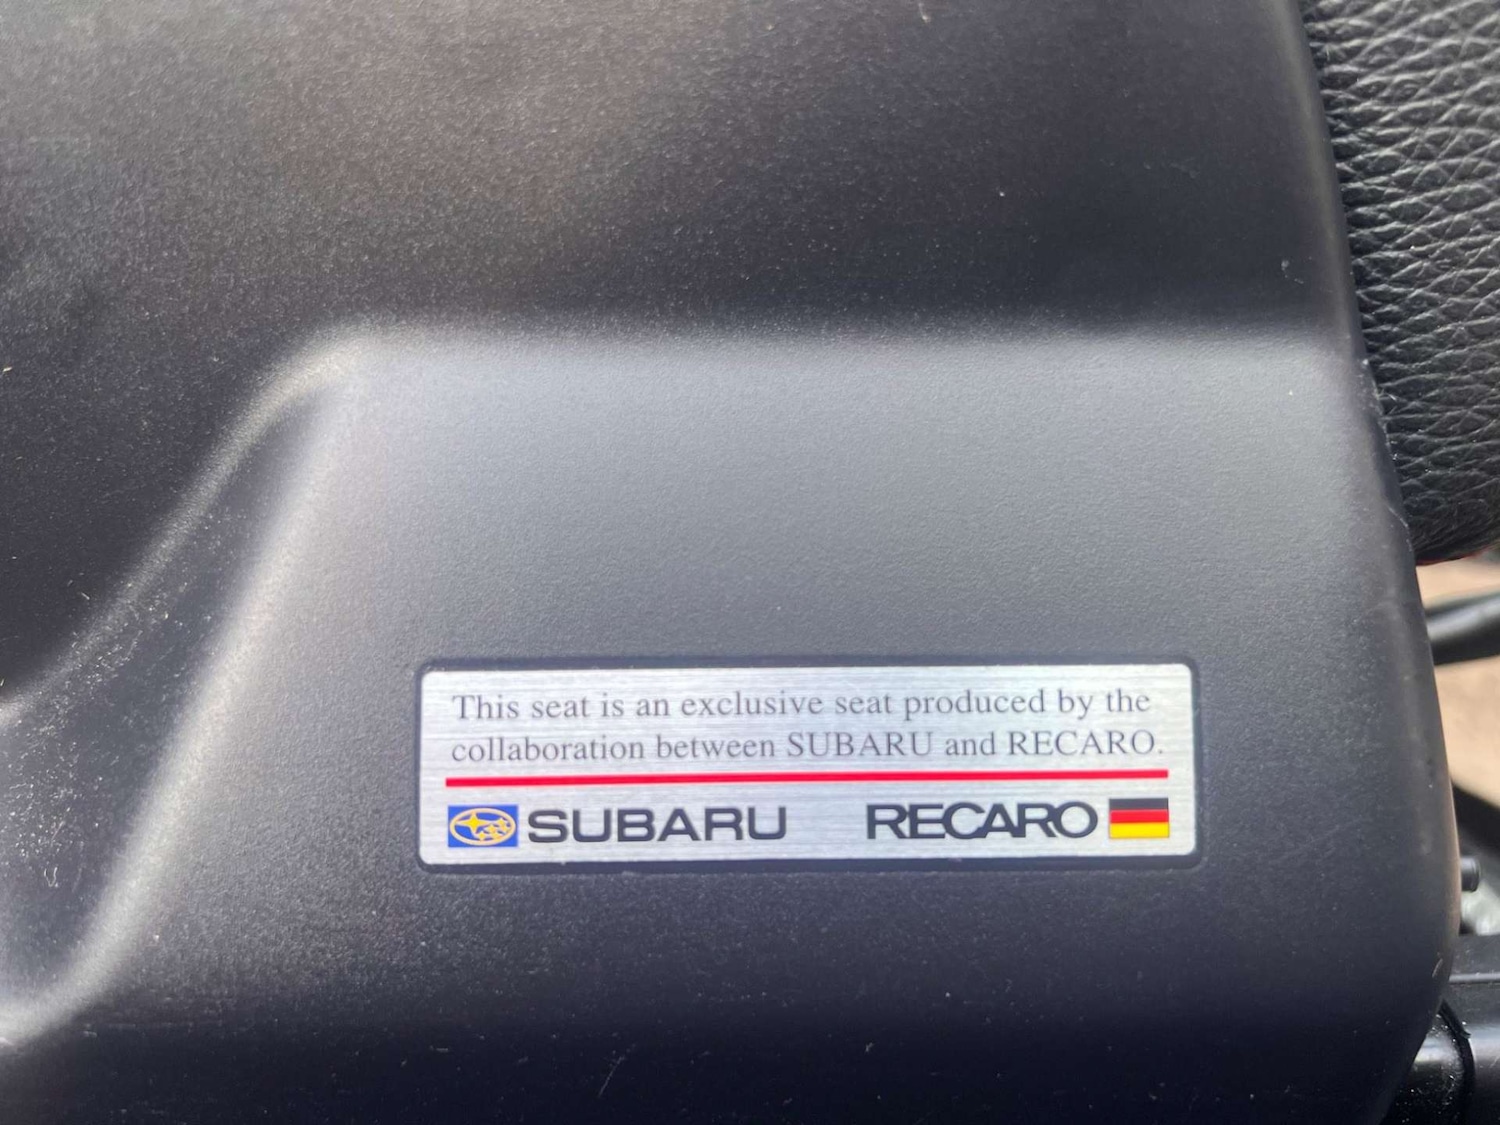 This seat is an exclusive seat produced by the
collaboration between SUBARU and RECARO.
SUBARU RECARO